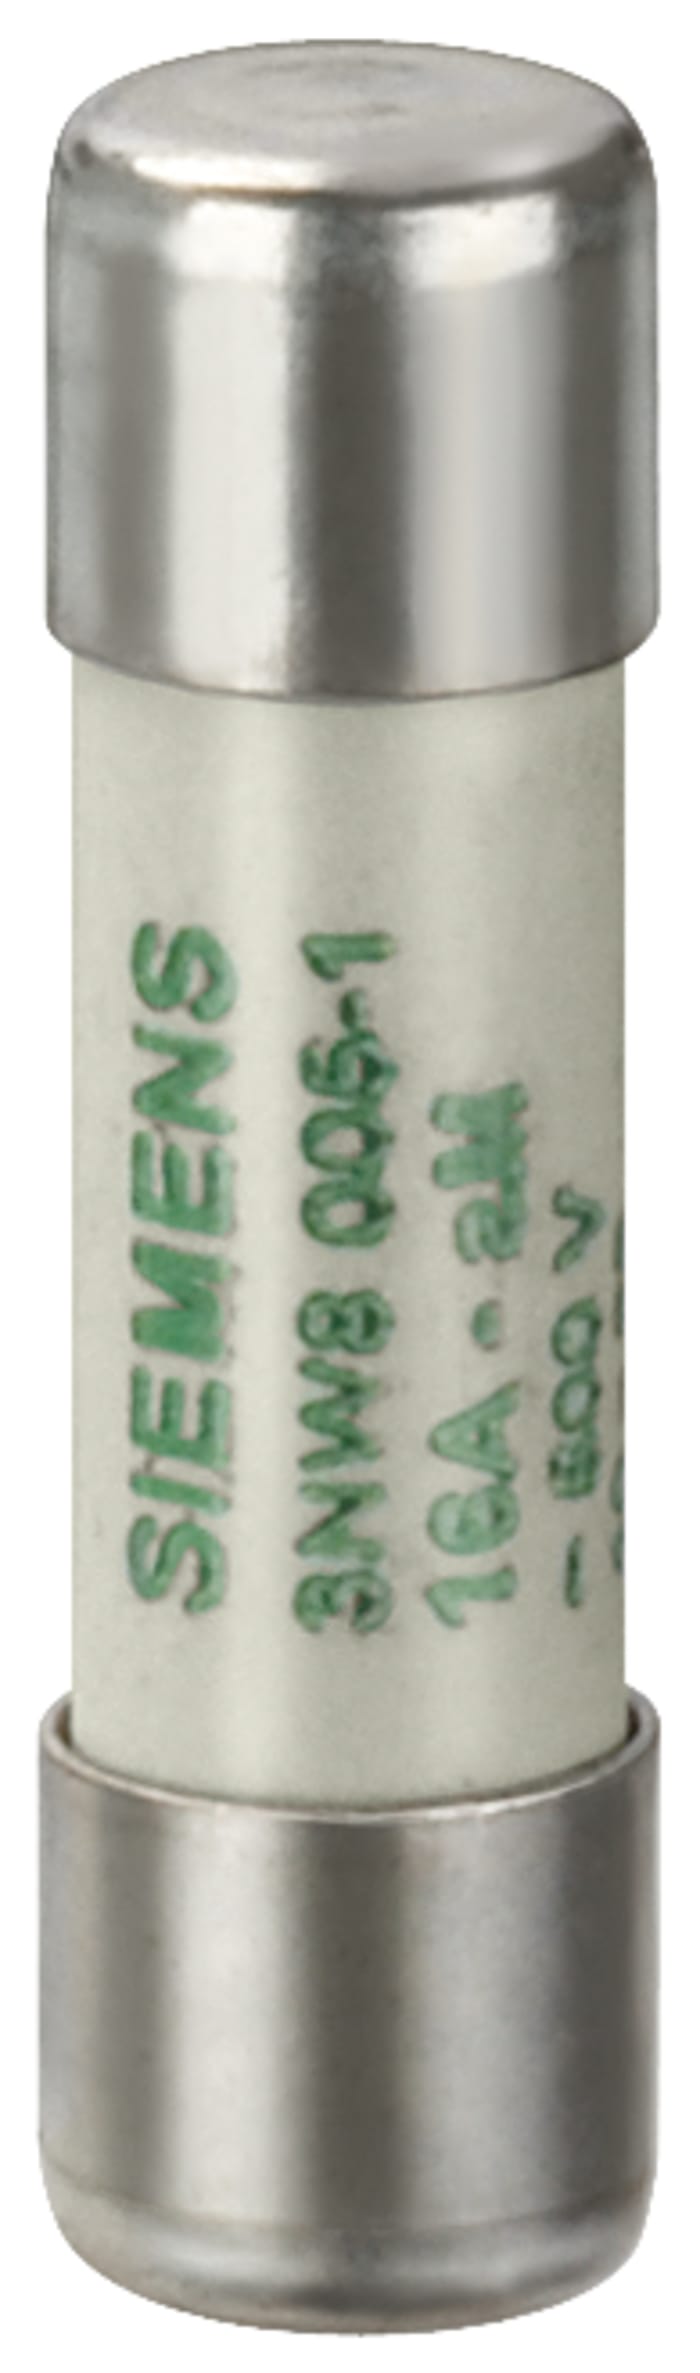 SIEMENS
3NW8 005-1
16A - aM
~ 500 V